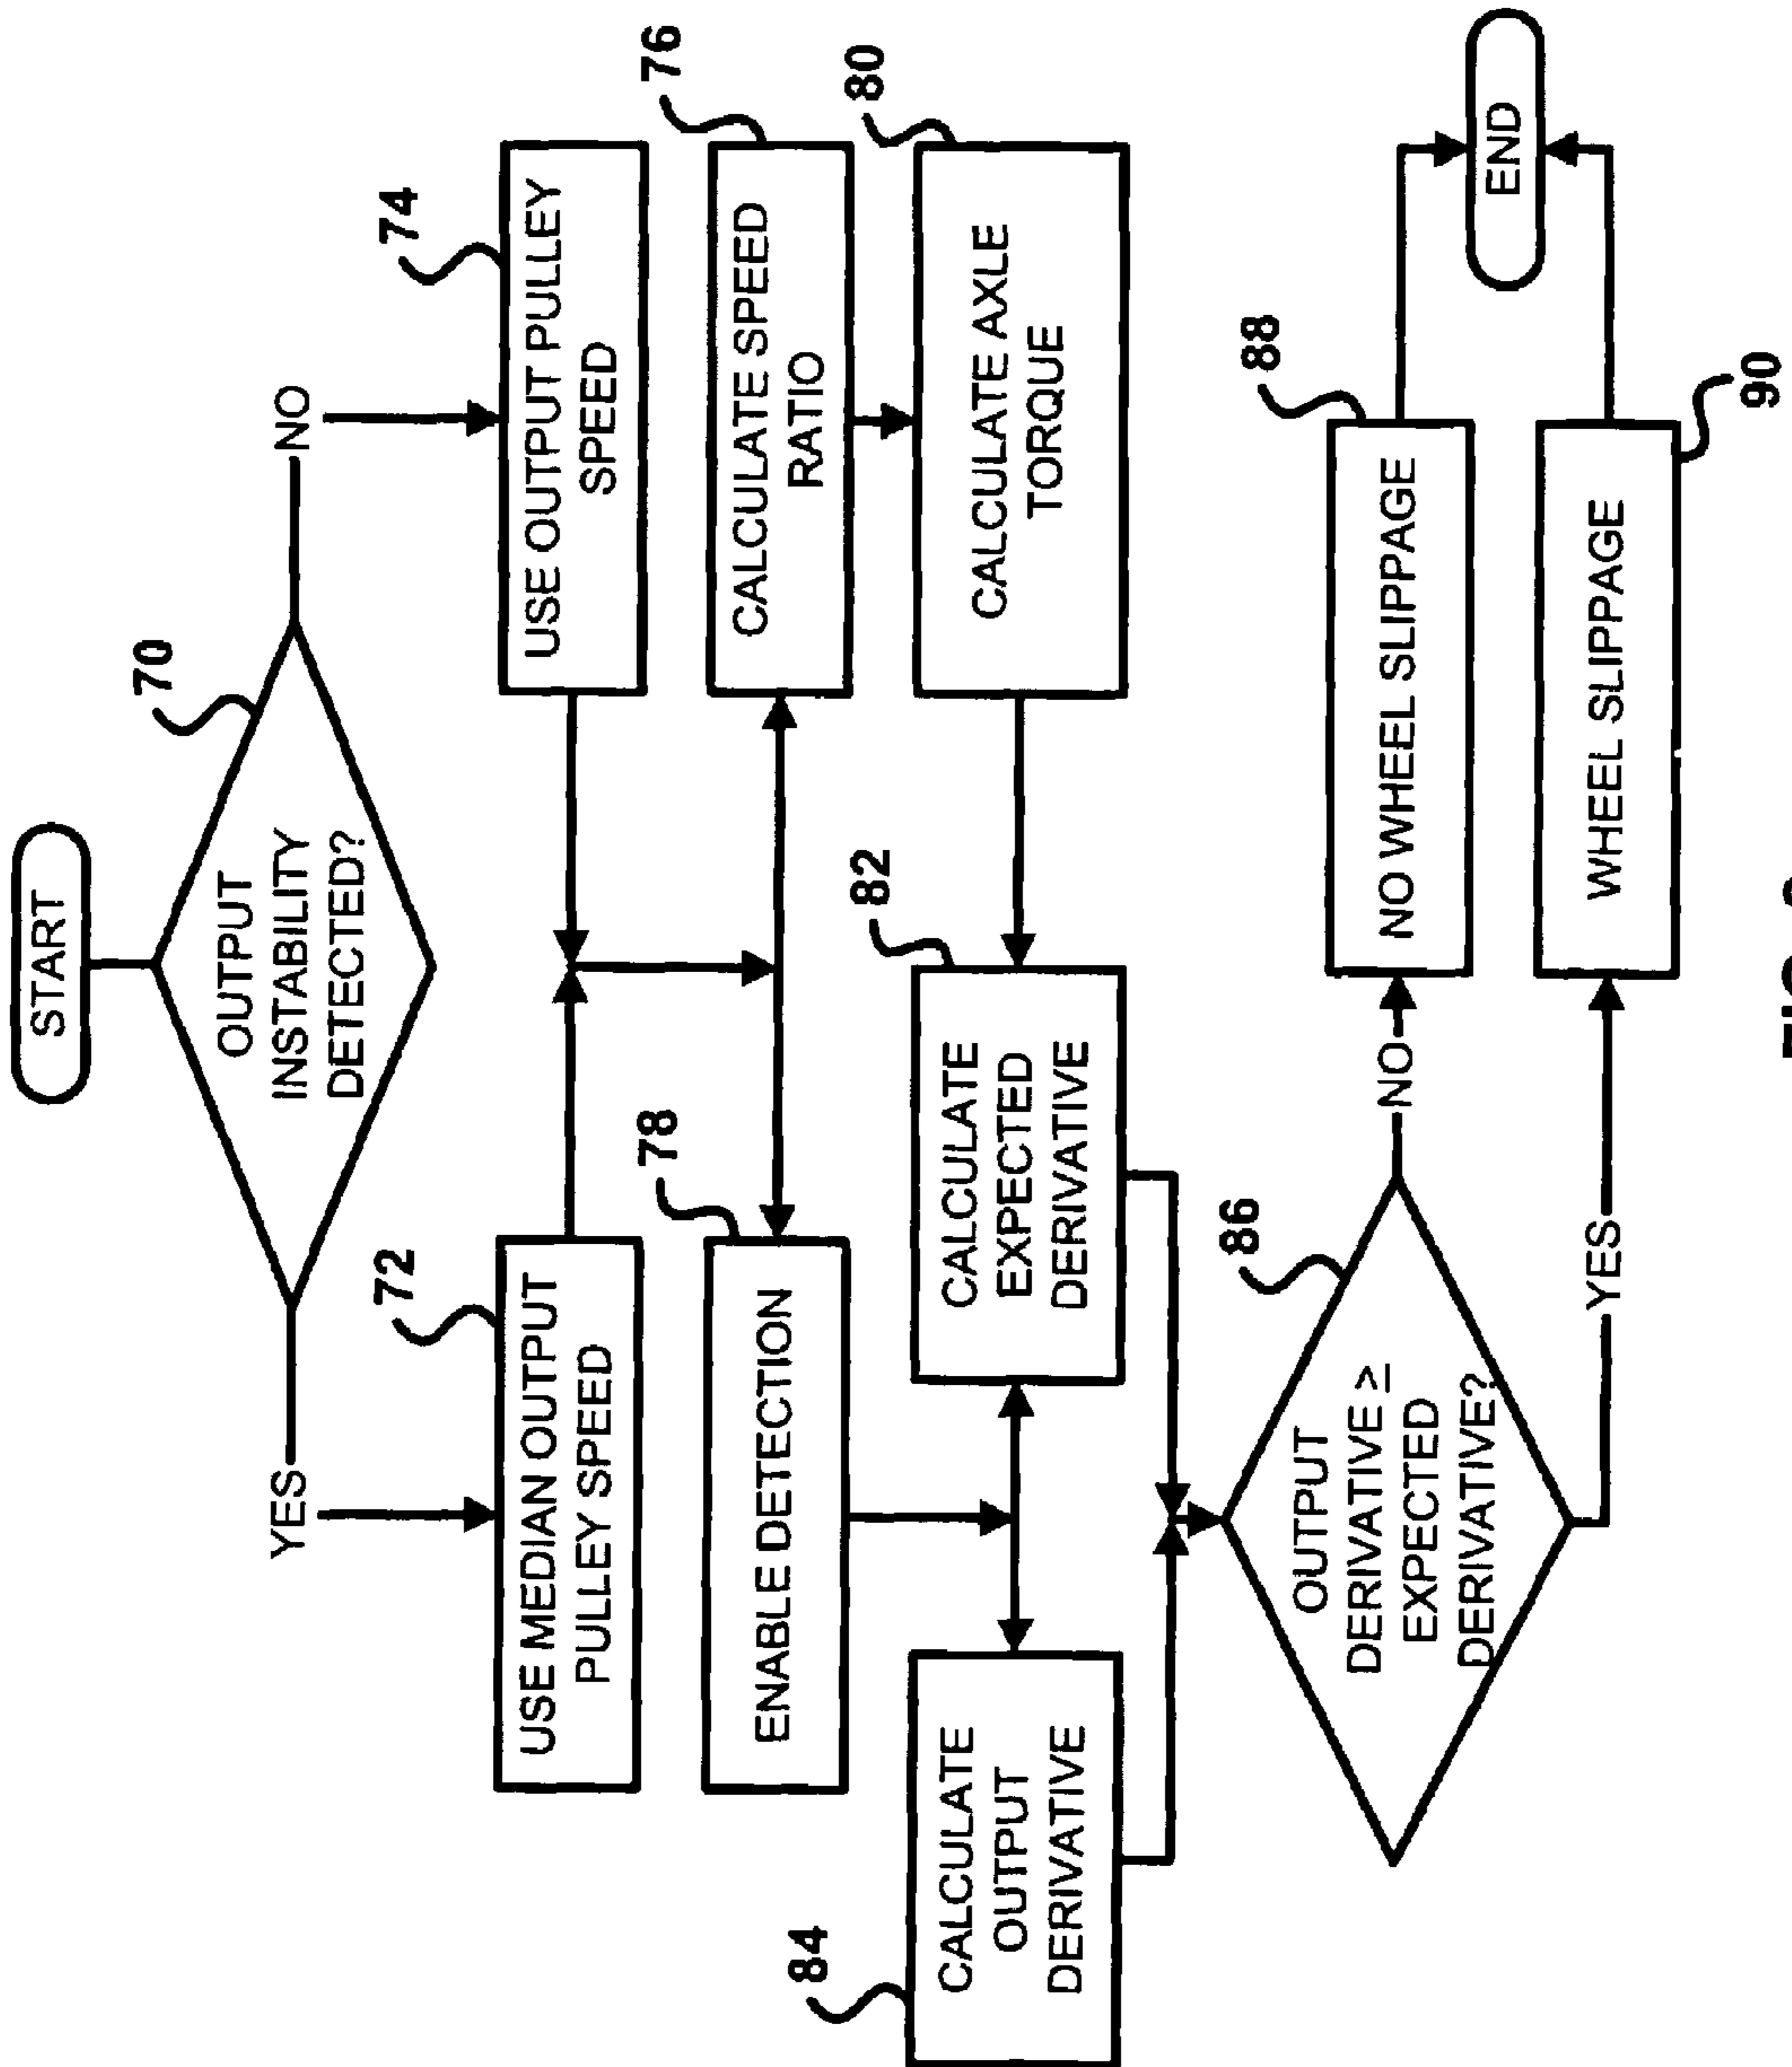 START
70
OUTPUT
INSTABILITY
DETECTED?
YES
NO
72
USE MEDIAN OUTPUT
PULLEY SPEED
74
USE OUTPUT PULLEY
SPEED
78
ENABLE DETECTION
76
CALCULATE SPEED
RATIO
84
CALCULATE
OUTPUT
DERIVATIVE
82
CALCULATE
EXPECTED
DERIVATIVE
80
CALCULATE AXLE
TORQUE
86
OUTPUT
DERIVATIVE ≥
EXPECTED
DERIVATIVE?
NO
88
NO WHEEL SLIPPAGE
YES
WHEEL SLIPPAGE
90
END